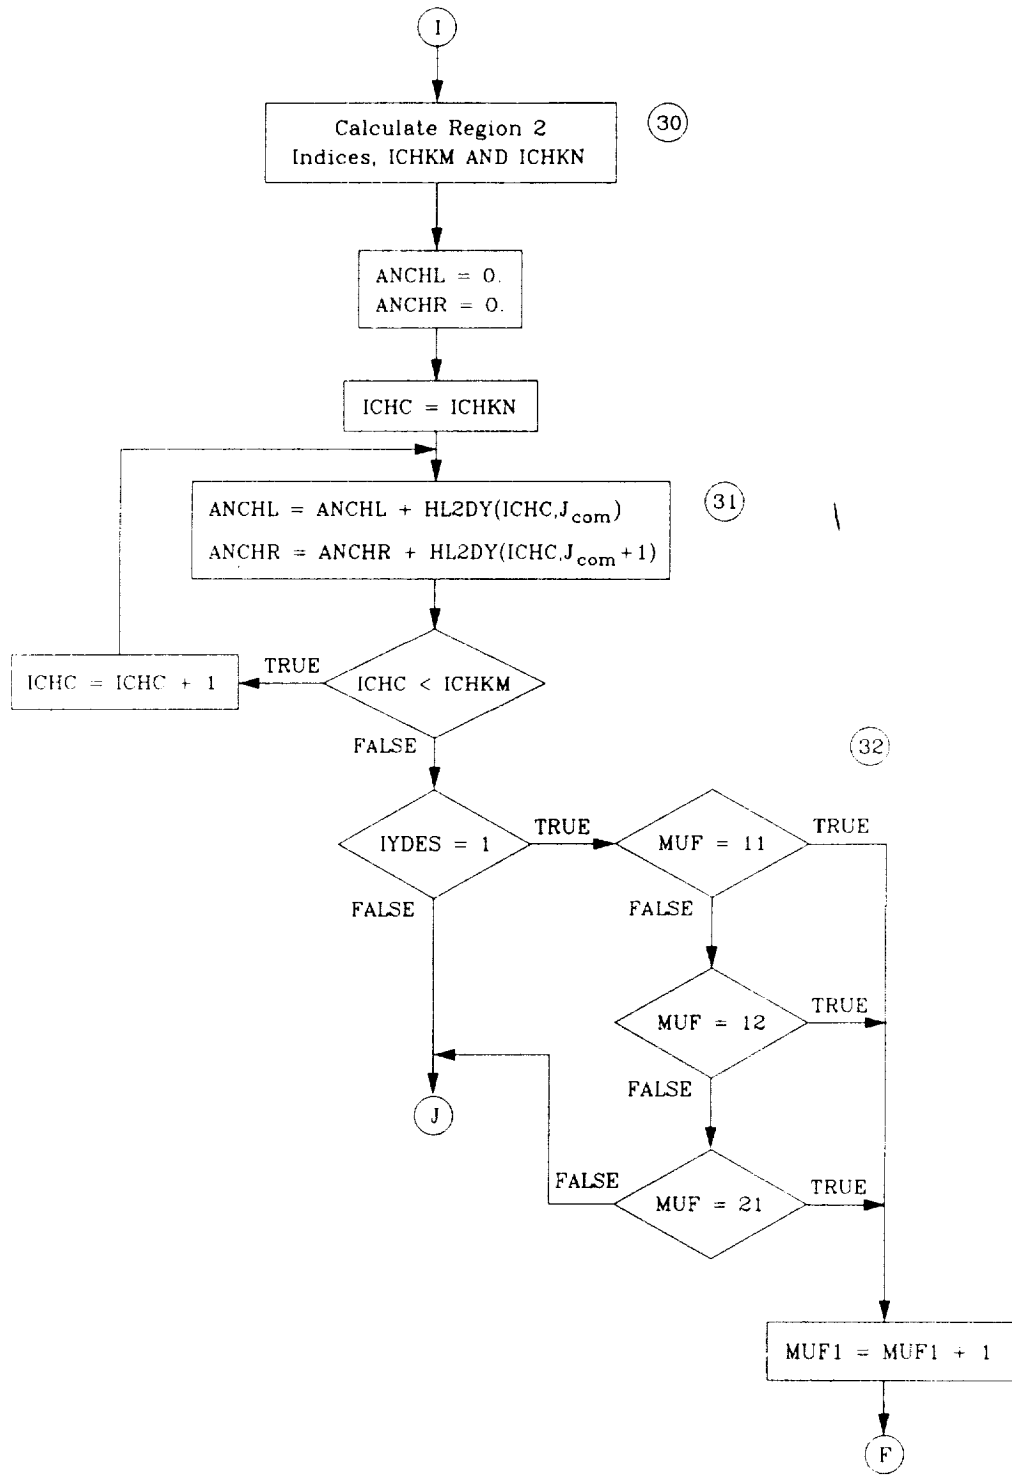 I
Calculate Region 2
Indices, ICHKM AND ICHKN
30
ANCHL = 0.
ANCHR = 0.
ICHC = ICHKN
ANCHL = ANCHL + HL2DY(ICHC,Jcom)
ANCHR = ANCHR + HL2DY(ICHC,Jcom+1)
31
ICHC = ICHC + 1
TRUE
ICHC < ICHKM
FALSE
32
IYDES = 1
TRUE
MUF = 11
TRUE
FALSE
FALSE
MUF = 12
TRUE
FALSE
J
FALSE
MUF = 21
TRUE
MUF1 = MUF1 + 1
F